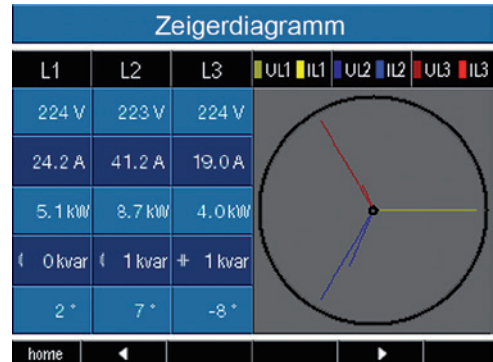 Zeigerdiagramm
L1 L2 L3 UL1 IL1 UL2 IL2 UL3 IL3
224 V 223 V 224 V
24.2 A 41.2 A 19.0 A
5.1 kW 8.7 kW 4.0 kW
0 kvar 1 kvar 1 kvar
2 ° 7 ° -8 °
home